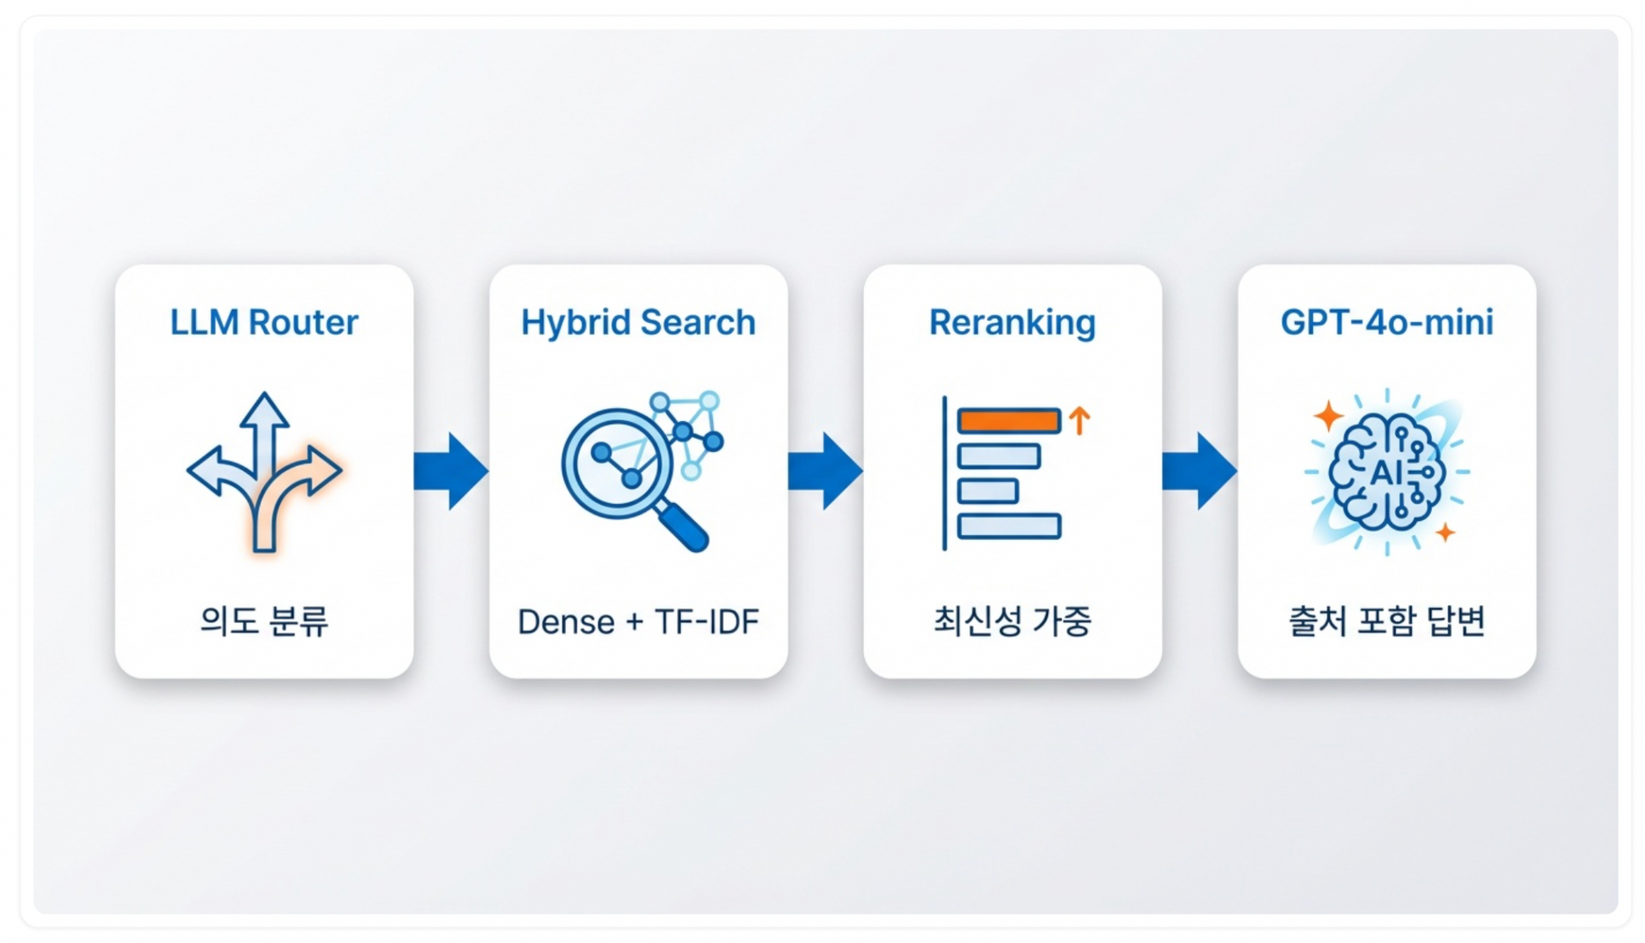 LLM Router
의도 분류
Hybrid Search
Dense + TF-IDF
Reranking
최신성 가중
GPT-4o-mini
AI
출처 포함 답변